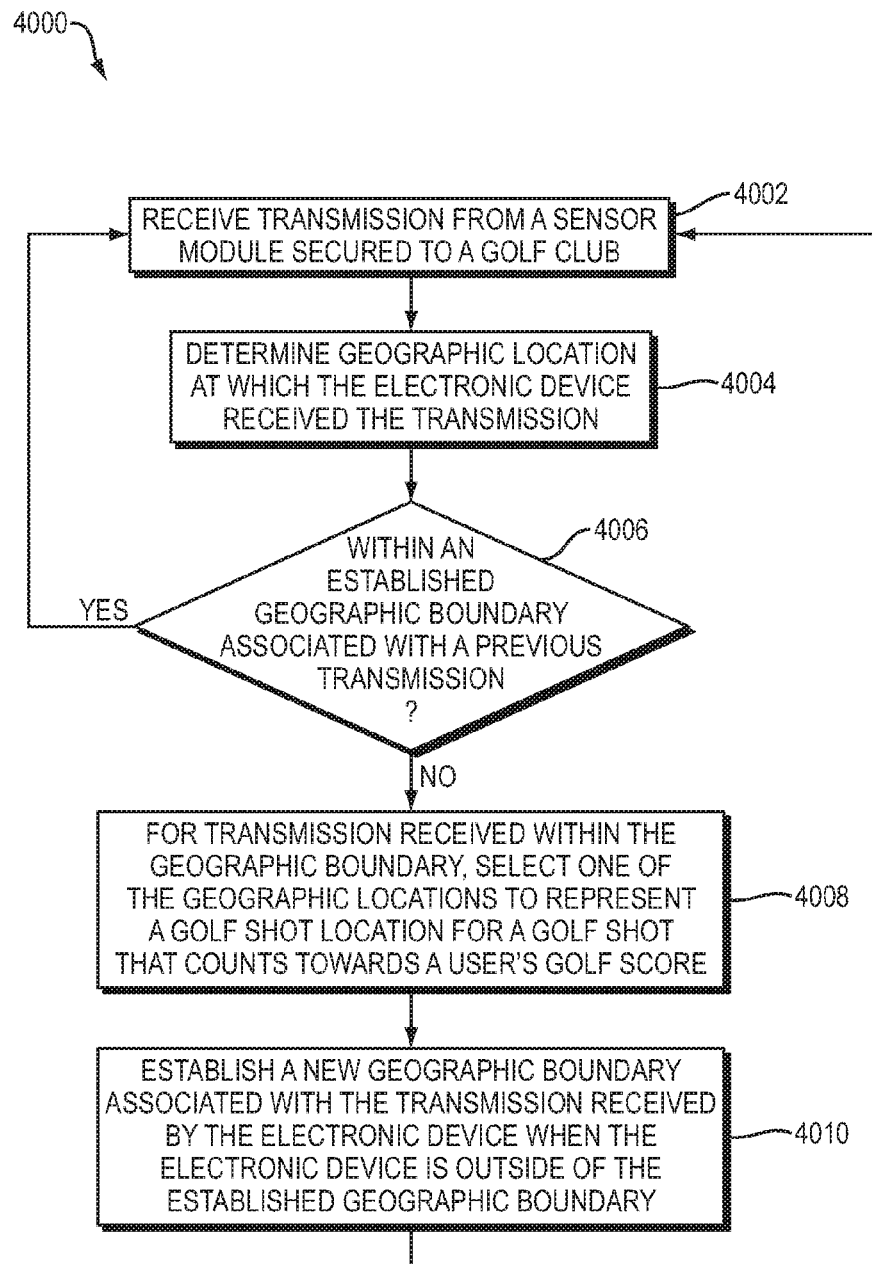 4000
RECEIVE TRANSMISSION FROM A SENSOR
MODULE SECURED TO A GOLF CLUB
4002
DETERMINE GEOGRAPHIC LOCATION
AT WHICH THE ELECTRONIC DEVICE
RECEIVED THE TRANSMISSION
4004
WITHIN AN
ESTABLISHED
GEOGRAPHIC BOUNDARY
ASSOCIATED WITH A PREVIOUS
TRANSMISSION
?
4006
YES
NO
FOR TRANSMISSION RECEIVED WITHIN THE
GEOGRAPHIC BOUNDARY, SELECT ONE OF
THE GEOGRAPHIC LOCATIONS TO REPRESENT
A GOLF SHOT LOCATION FOR A GOLF SHOT
THAT COUNTS TOWARDS A USER'S GOLF SCORE
4008
ESTABLISH A NEW GEOGRAPHIC BOUNDARY
ASSOCIATED WITH THE TRANSMISSION RECEIVED
BY THE ELECTRONIC DEVICE WHEN THE
ELECTRONIC DEVICE IS OUTSIDE OF THE
ESTABLISHED GEOGRAPHIC BOUNDARY
4010